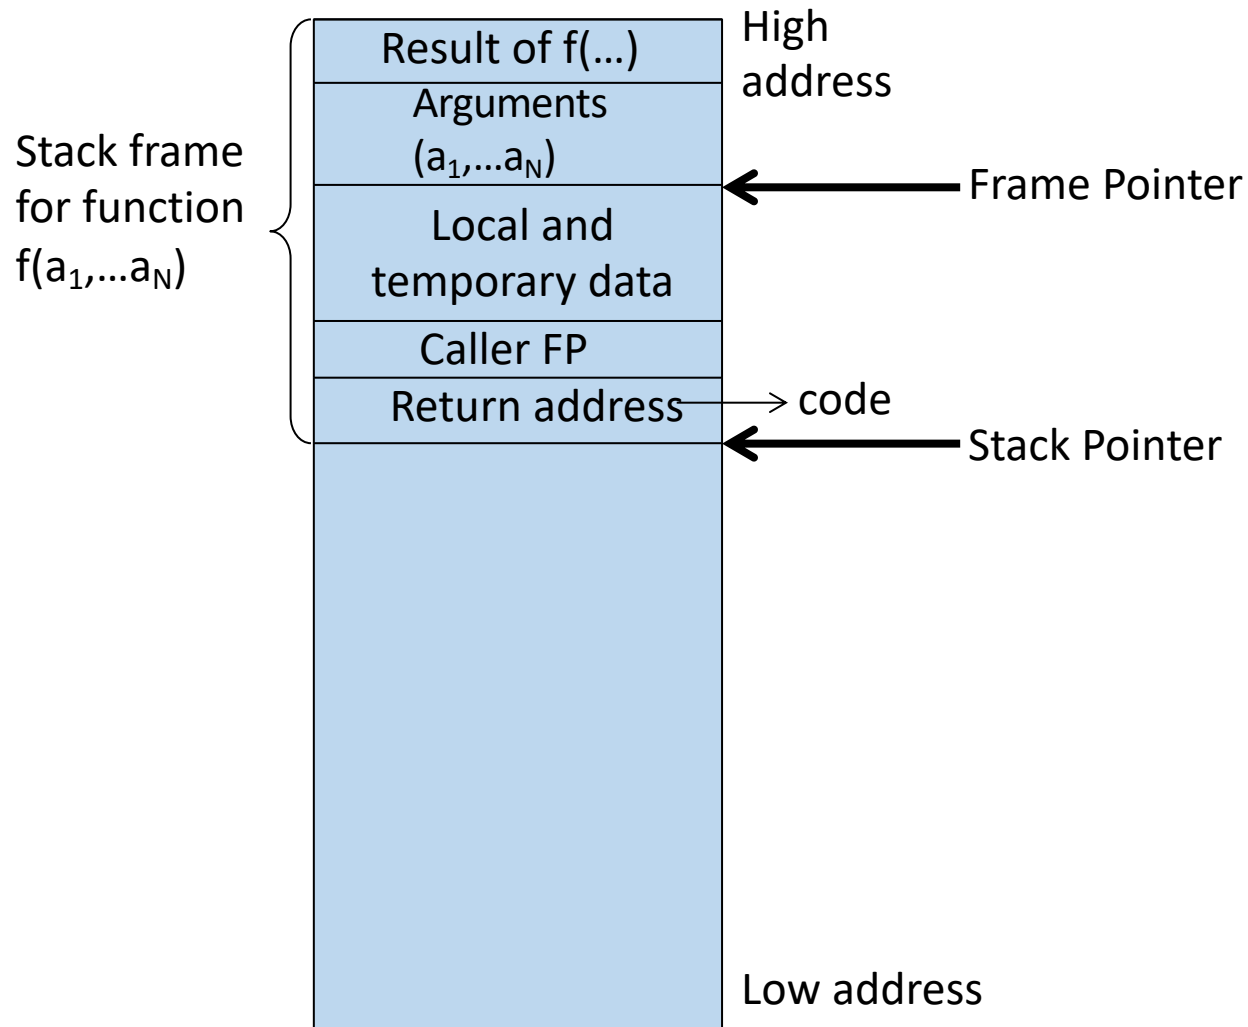 High
address
Result of f(…)
Arguments
(a₁,…aₙ)
Stack frame
for function
f(a₁,…aₙ)
Frame Pointer
Local and
temporary data
Caller FP
Return address
code
Stack Pointer
Low address